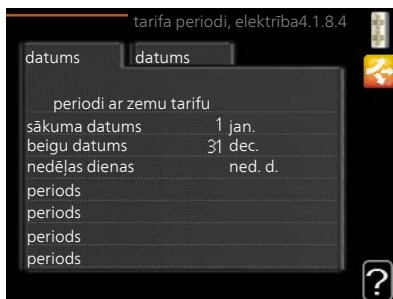 tarifa periodi, elektrība4.1.8.4
datums datums
periodi ar zemu tarifu
sākuma datums 1 jan.
beigu datums 31 dec.
nedēļas dienas ned. d.
periods
periods
periods
periods
?